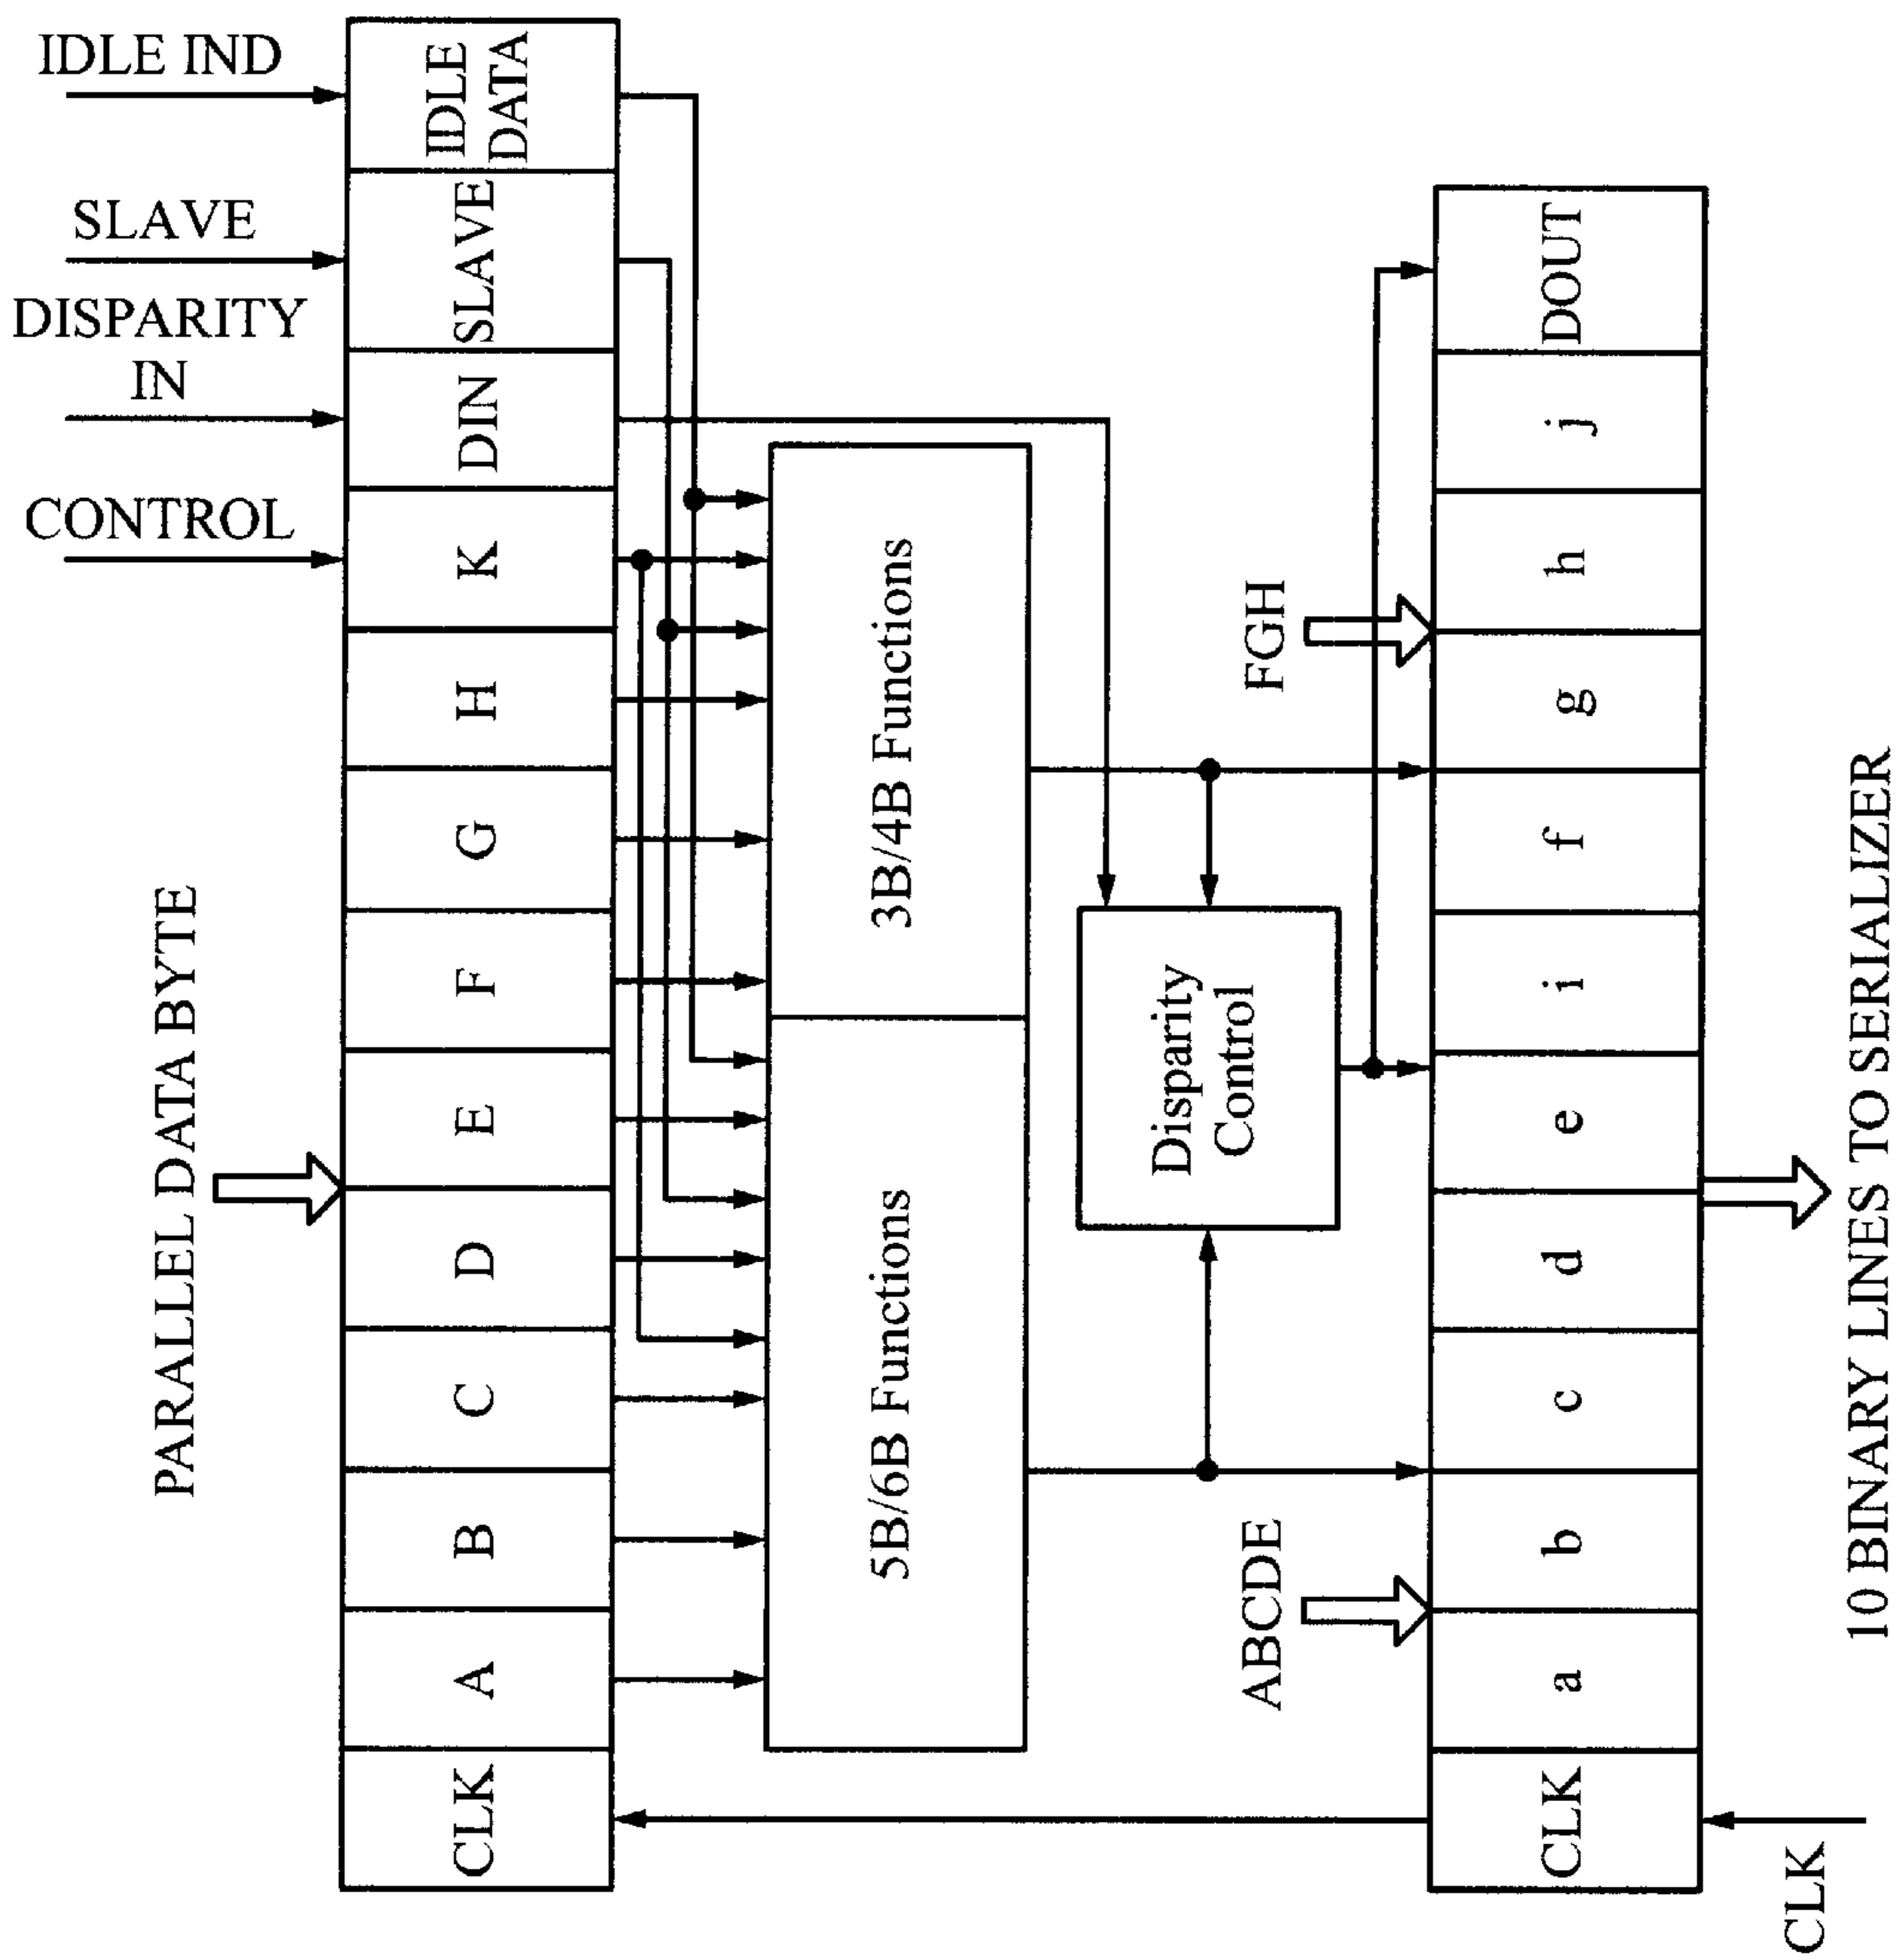 IDLE IND
SLAVE
DISPARITY
IN
CONTROL
PARALLEL DATA BYTE
IDLE
DATA
SLAVE
DIN
K
H
G
F
E
D
C
B
A
CLK
3B/4B Functions
5B/6B Functions
Disparity
Control
FGH
ABCDE
DOUT
j
h
g
f
i
e
d
c
b
a
CLK
10 BINARY LINES TO SERIALIZER
CLK